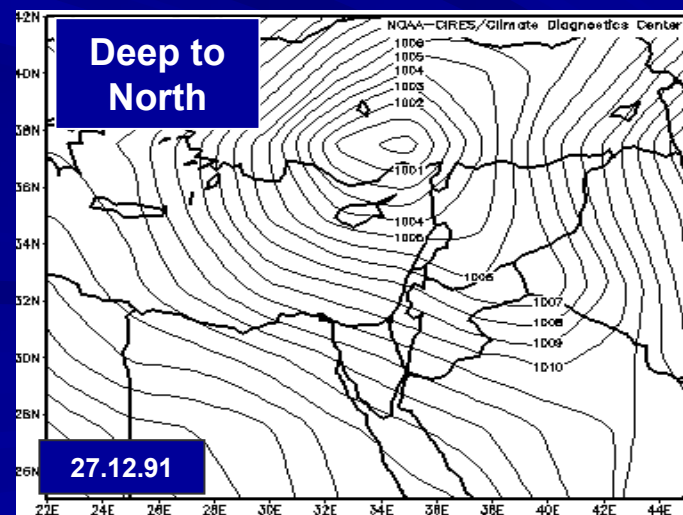 42N
NOAA-CIRES/Climate Diagnostics Center
Deep to
North
1006
1005
1004
1003
1002
40N
38N
1001
36N
1004
1005
34N
1006
32N
1007
1008
1009
30N
1010
28N
27.12.91
26N
22E 24E 26E 28E 30E 32E 34E 36E 38E 40E 42E 44E